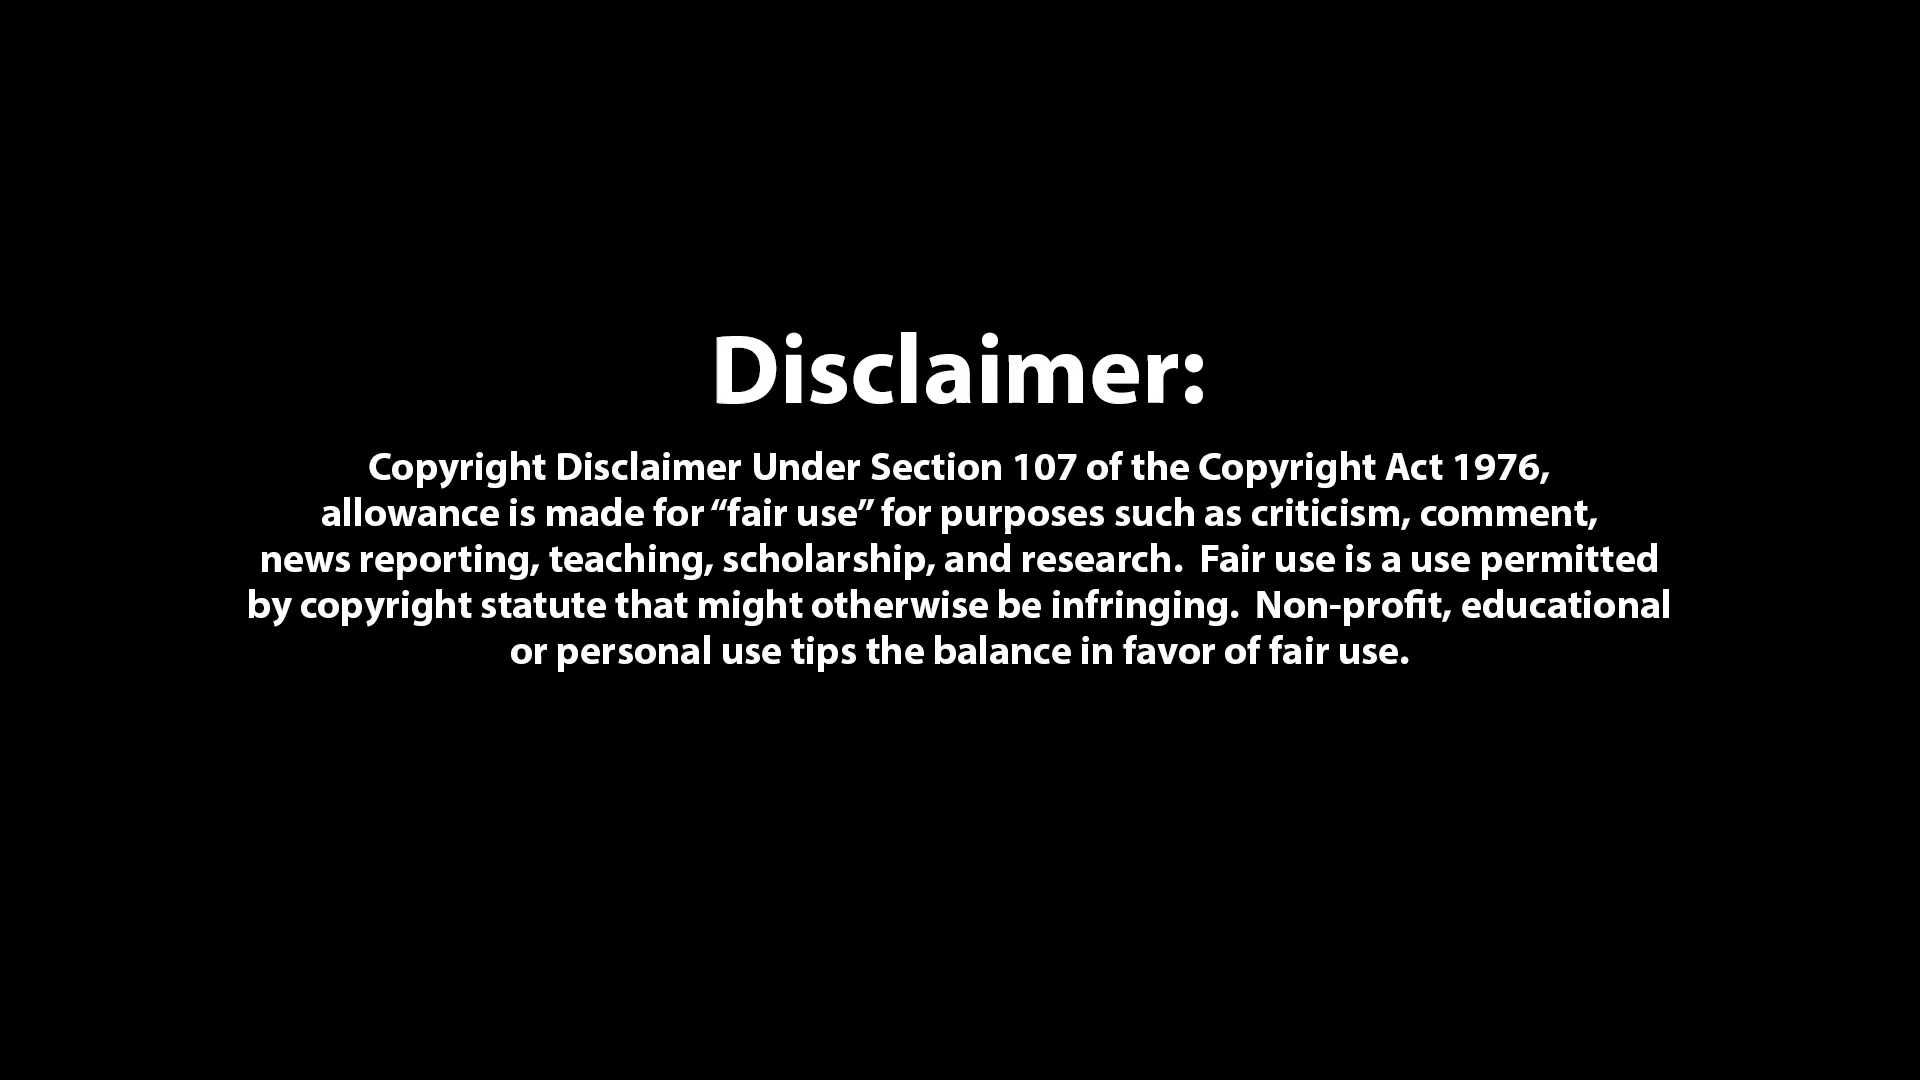 Disclaimer:
Copyright Disclaimer Under Section 107 of the Copyright Act 1976,
allowance is made for “fair use” for purposes such as criticism, comment,
news reporting, teaching, scholarship, and research.  Fair use is a use permitted
by copyright statute that might otherwise be infringing.  Non-profit, educational
or personal use tips the balance in favor of fair use.